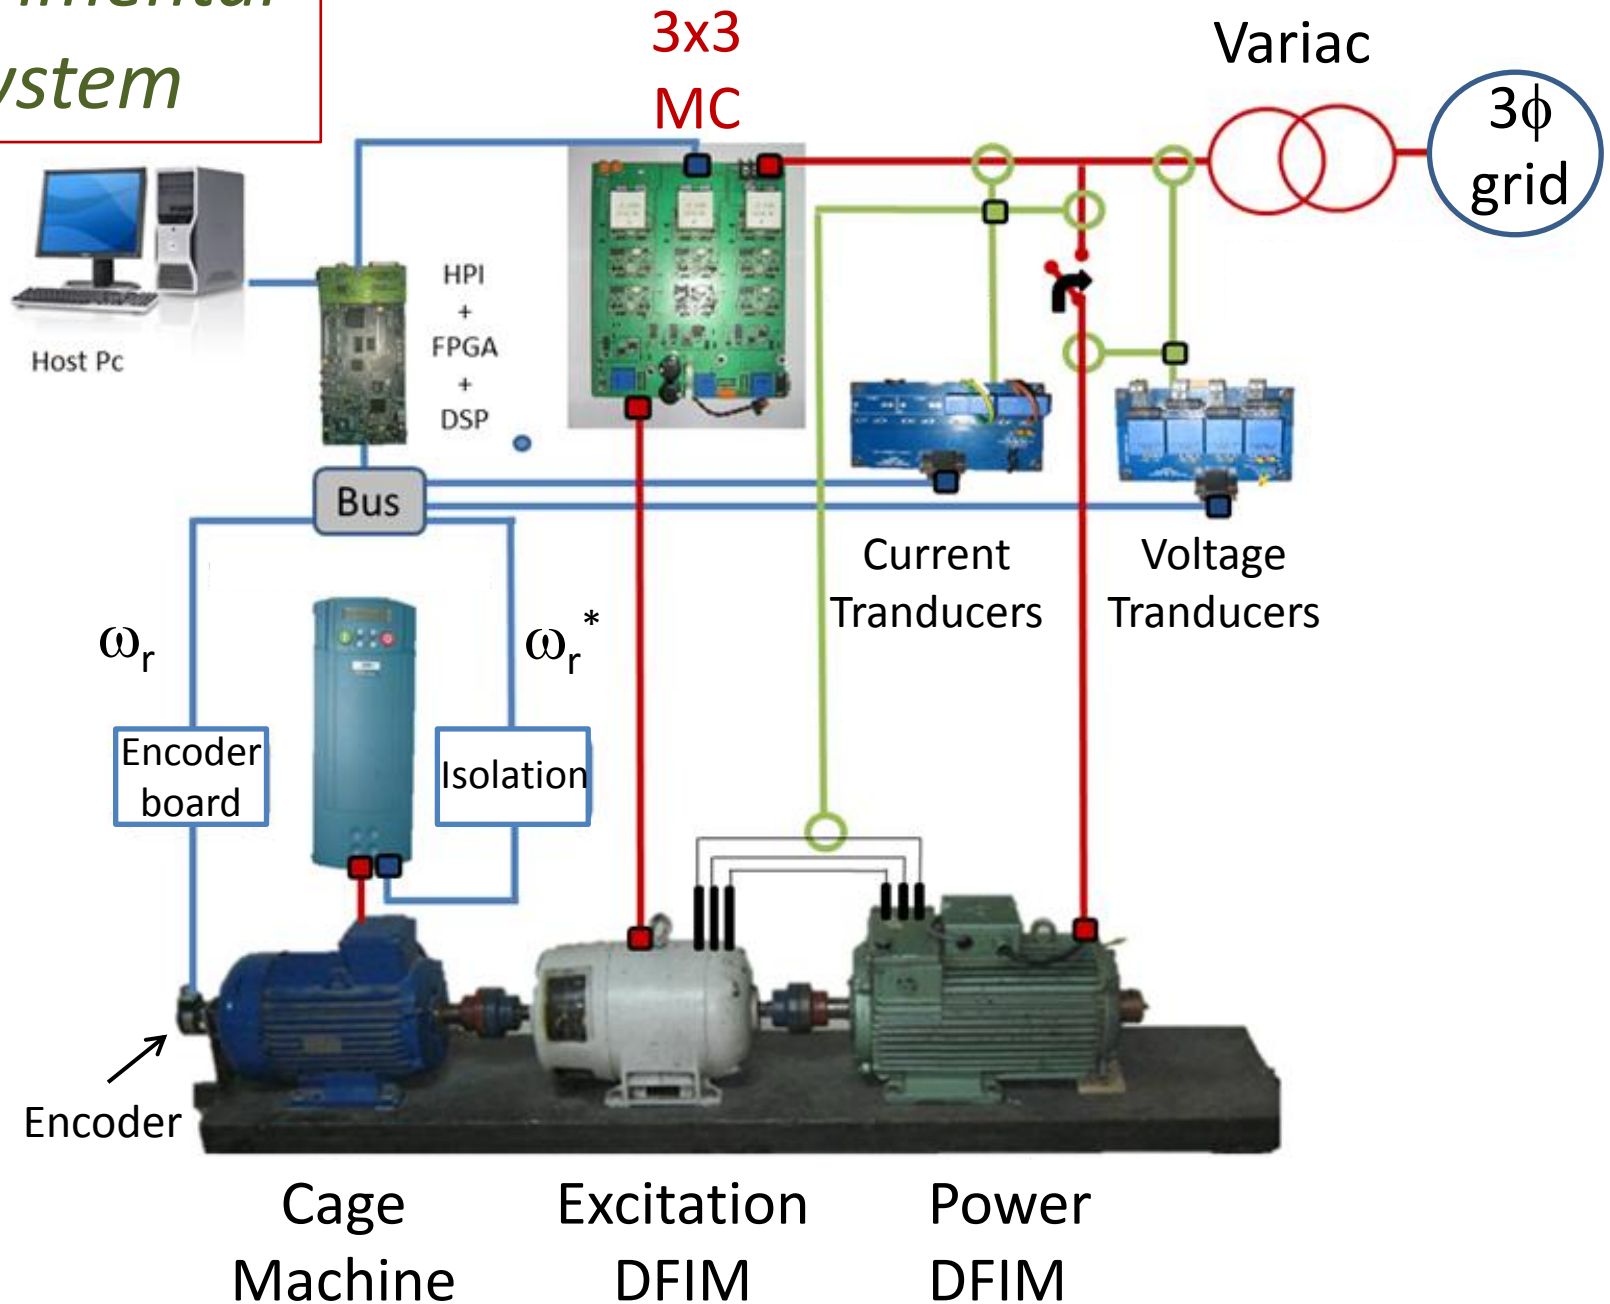 ystem
3x3
MC
Variac
3ϕ
grid
Host Pc
HPI
+
FPGA
+
DSP
Bus
Current
Tranducers
Voltage
Tranducers
ωr
ωr*
Encoder
board
Isolation
Encoder
Cage
Machine
Excitation
DFIM
Power
DFIM